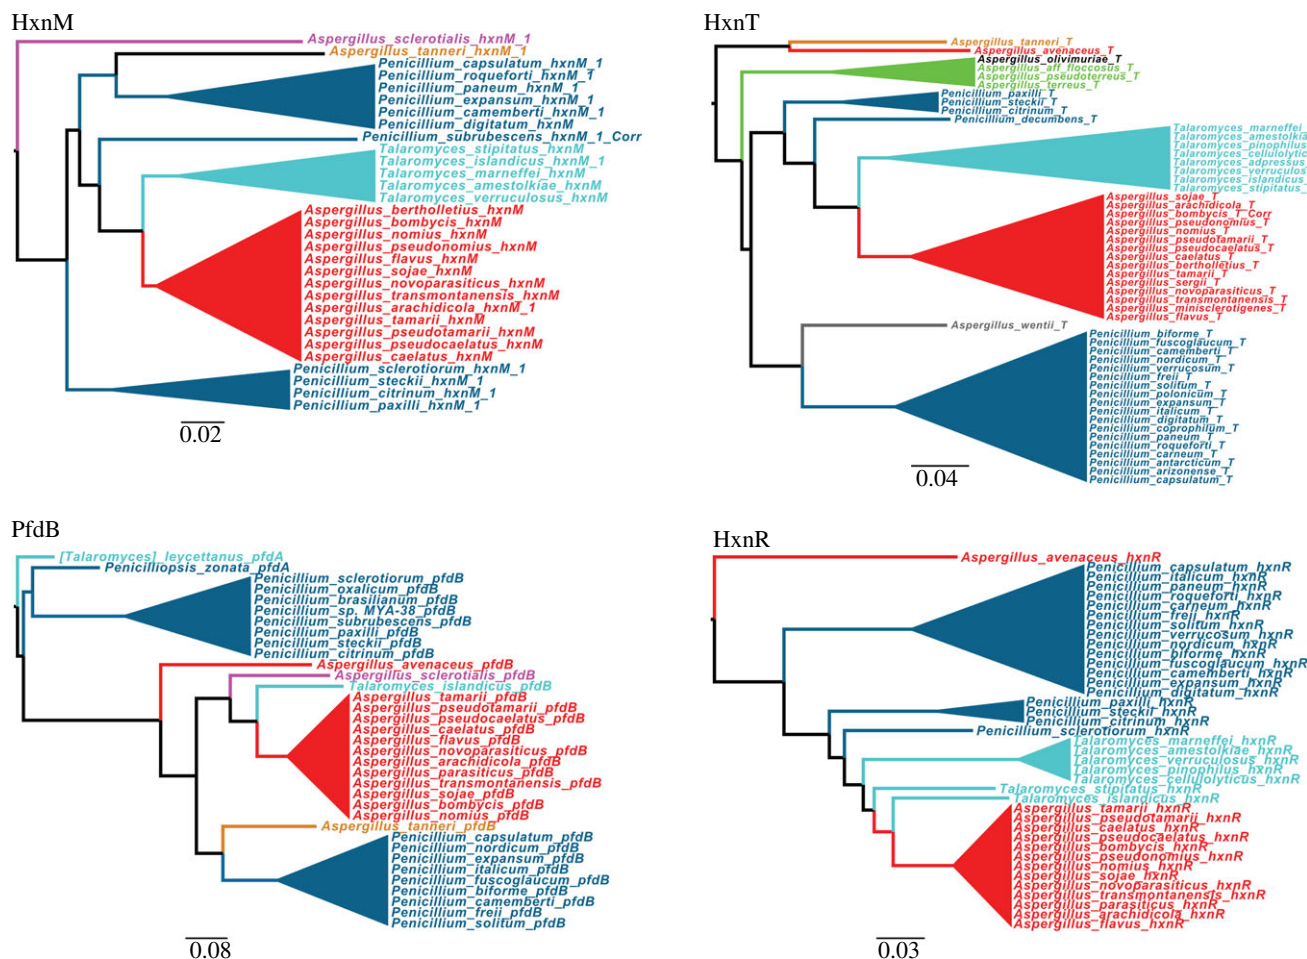 HxnM
Aspergillus_sclerotialis_hxnM_1
Aspergillus_tanneri_hxnM_1
Penicillium_capsulatum_hxnM_1
Penicillium_roqueforti_hxnM_1
Penicillium_paneum_hxnM_1
Penicillium_expansum_hxnM_1
Penicillium_camemberti_hxnM_1
Penicillium_digitatum_hxnM
Penicillium_subrubescens_hxnM_1_Corr
Talaromyces_stipitatus_hxnM
Talaromyces_islandicus_hxnM_1
Talaromyces_marneffei_hxnM
Talaromyces_amestolkiae_hxnM
Talaromyces_verruculosus_hxnM
Aspergillus_bertholletius_hxnM
Aspergillus_bombycis_hxnM
Aspergillus_nomius_hxnM
Aspergillus_pseudonomius_hxnM
Aspergillus_flavus_hxnM
Aspergillus_sojae_hxnM
Aspergillus_novoparasiticus_hxnM
Aspergillus_transmontanensis_hxnM
Aspergillus_arachidicola_hxnM_1
Aspergillus_tamarii_hxnM
Aspergillus_pseudotamarii_hxnM
Aspergillus_pseudocaelatus_hxnM
Aspergillus_caelatus_hxnM
Penicillium_sclerotiorum_hxnM_1
Penicillium_steckii_hxnM_1
Penicillium_citrinum_hxnM_1
Penicillium_paxilli_hxnM_1
0.02
HxnT
Aspergillus_tanneri_T
Aspergillus_avenaceus_T
Aspergillus_olivimuriae_T
Aspergillus_aff_floccosus_T
Aspergillus_pseudoterreus_T
Aspergillus_terreus_T
Penicillium_paxilli_T
Penicillium_steckii_T
Penicillium_citrinum_T
Penicillium_decumbens_T
Talaromyces_marneffei
Talaromyces_amestolkia
Talaromyces_pinophilus
Talaromyces_cellulolytic
Talaromyces_adpressus
Talaromyces_verruculos
Talaromyces_islandicus
Talaromyces_stipitatus
Aspergillus_sojae_T
Aspergillus_arachidicola_T
Aspergillus_bombycis_T_Corr
Aspergillus_pseudonomius_T
Aspergillus_nomius_T
Aspergillus_pseudotamarii_T
Aspergillus_pseudocaelatus_T
Aspergillus_caelatus_T
Aspergillus_bertholletius_T
Aspergillus_tamarii_T
Aspergillus_sergii_T
Aspergillus_novoparasiticus_T
Aspergillus_transmontanensis_T
Aspergillus_minisclerotigenes_T
Aspergillus_flavus_T
Aspergillus_wentii_T
Penicillium_biforme_T
Penicillium_fuscoglaucum_T
Penicillium_camemberti_T
Penicillium_nordicum_T
Penicillium_verrucosum_T
Penicillium_freii_T
Penicillium_solitum_T
Penicillium_polonicum_T
Penicillium_expansum_T
Penicillium_italicum_T
Penicillium_digitatum_T
Penicillium_coprophilum_T
Penicillium_paneum_T
Penicillium_roqueforti_T
Penicillium_carneum_T
Penicillium_antarcticum_T
Penicillium_arizonense_T
Penicillium_capsulatum_T
0.04
PfdB
[Talaromyces]_leycettanus_pfdA
Penicilliopsis_zonata_pfdA
Penicillium_sclerotiorum_pfdB
Penicillium_oxalicum_pfdB
Penicillium_brasilianum_pfdB
Penicillium_sp._MYA-38_pfdB
Penicillium_subrubescens_pfdB
Penicillium_paxilli_pfdB
Penicillium_steckii_pfdB
Penicillium_citrinum_pfdB
Aspergillus_avenaceus_pfdB
Aspergillus_sclerotialis_pfdB
Talaromyces_islandicus_pfdB
Aspergillus_tamarii_pfdB
Aspergillus_pseudotamarii_pfdB
Aspergillus_pseudocaelatus_pfdB
Aspergillus_caelatus_pfdB
Aspergillus_flavus_pfdB
Aspergillus_novoparasiticus_pfdB
Aspergillus_arachidicola_pfdB
Aspergillus_parasiticus_pfdB
Aspergillus_transmontanensis_pfdB
Aspergillus_sojae_pfdB
Aspergillus_bombycis_pfdB
Aspergillus_nomius_pfdB
Aspergillus_tanneri_pfdB
Penicillium_capsulatum_pfdB
Penicillium_nordicum_pfdB
Penicillium_expansum_pfdB
Penicillium_italicum_pfdB
Penicillium_fuscoglaucum_pfdB
Penicillium_biforme_pfdB
Penicillium_camemberti_pfdB
Penicillium_freii_pfdB
Penicillium_solitum_pfdB
0.08
HxnR
Aspergillus_avenaceus_hxnR
Penicillium_capsulatum_hxnR
Penicillium_italicum_hxnR
Penicillium_paneum_hxnR
Penicillium_roqueforti_hxnR
Penicillium_carneum_hxnR
Penicillium_freii_hxnR
Penicillium_solitum_hxnR
Penicillium_verrucosum_hxnR
Penicillium_nordicum_hxnR
Penicillium_biforme_hxnR
Penicillium_fuscoglaucum_hxnR
Penicillium_camemberti_hxnR
Penicillium_expansum_hxnR
Penicillium_digitatum_hxnR
Penicillium_paxilli_hxnR
Penicillium_steckii_hxnR
Penicillium_citrinum_hxnR
Penicillium_sclerotiorum_hxnR
Talaromyces_marneffei_hxnR
Talaromyces_amestolkiae_hxnR
Talaromyces_verruculosus_hxnR
Talaromyces_pinophilus_hxnR
Talaromyces_cellulolyticus_hxnR
Talaromyces_stipitatus_hxnR
Talaromyces_islandicus_hxnR
Aspergillus_tamarii_hxnR
Aspergillus_pseudotamarii_hxnR
Aspergillus_caelatus_hxnR
Aspergillus_pseudocaelatus_hxnR
Aspergillus_bombycis_hxnR
Aspergillus_pseudonomius_hxnR
Aspergillus_nomius_hxnR
Aspergillus_sojae_hxnR
Aspergillus_novoparasiticus_hxnR
Aspergillus_transmontanensis_hxnR
Aspergillus_parasiticus_hxnR
Aspergillus_arachidicola_hxnR
Aspergillus_flavus_hxnR
0.03